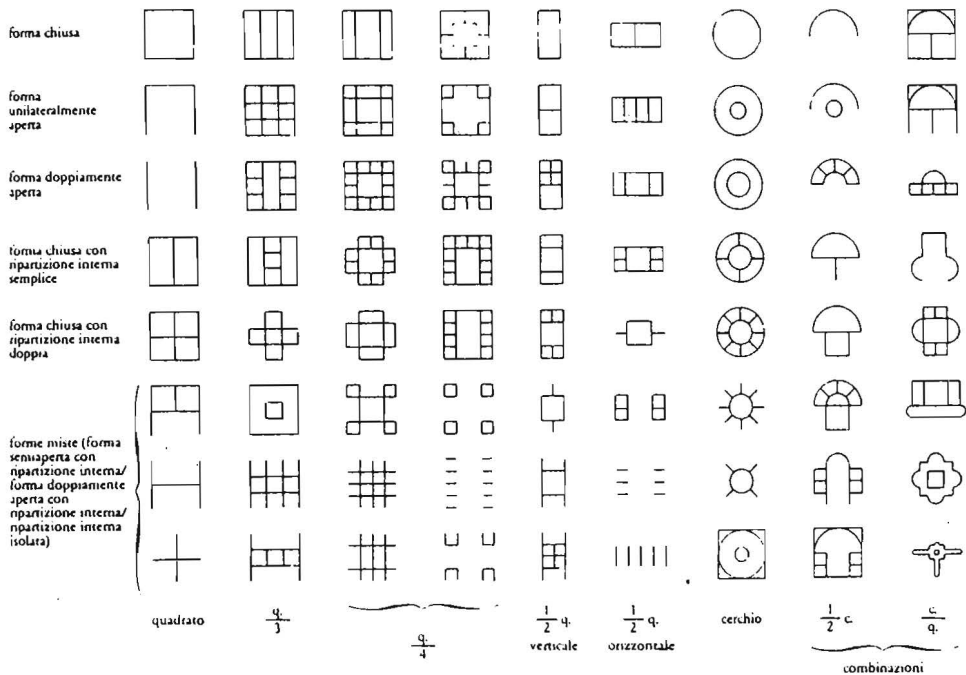 forma chiusa
forma
unilateralmente
aperta
forma doppiamente
aperta
forma chiusa con
ripartizione interna
semplice
forma chiusa con
ripartizione interna
doppia
forme miste (forma
semiaperta con
ripartizione interna/
forma doppiamente
aperta con
ripartizione interna/
ripartizione interna
isolata)
quadrato
q.
3
q.
4
1
2 q.
verticale
1
2 q.
orizzontale
cerchio
1
2 c.
c.
q.
combinazioni